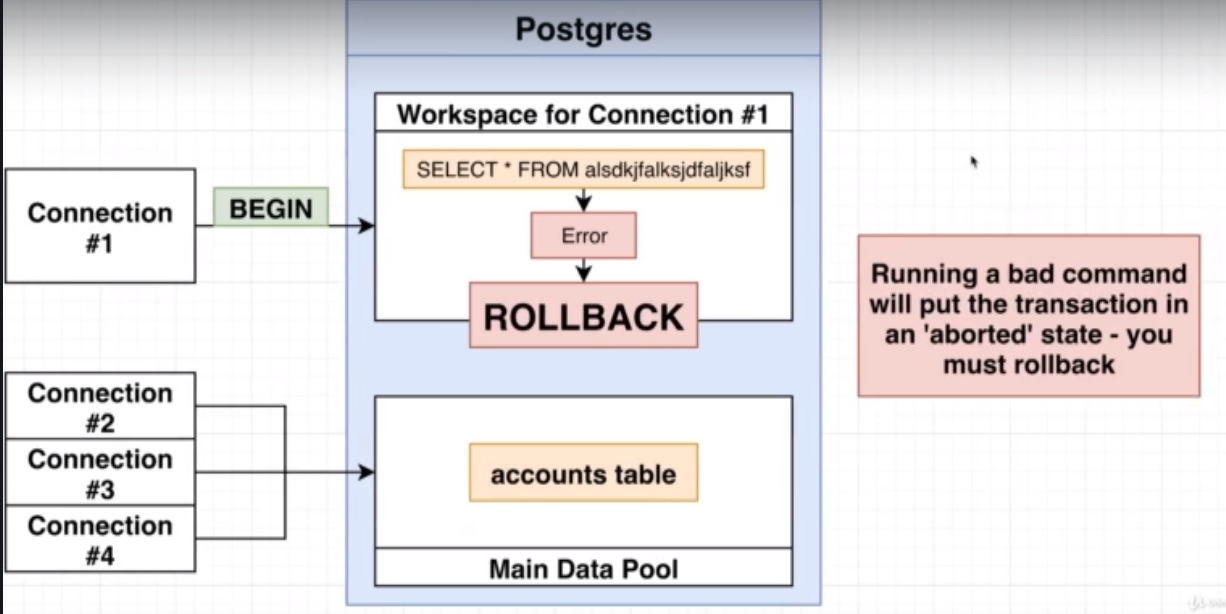 Postgres
Workspace for Connection #1
SELECT * FROM alsdkjfalksjdfaljksf
Error
ROLLBACK
Connection
#1
BEGIN
Running a bad command
will put the transaction in
an 'aborted' state - you
must rollback
Connection
#2
Connection
#3
Connection
#4
accounts table
Main Data Pool